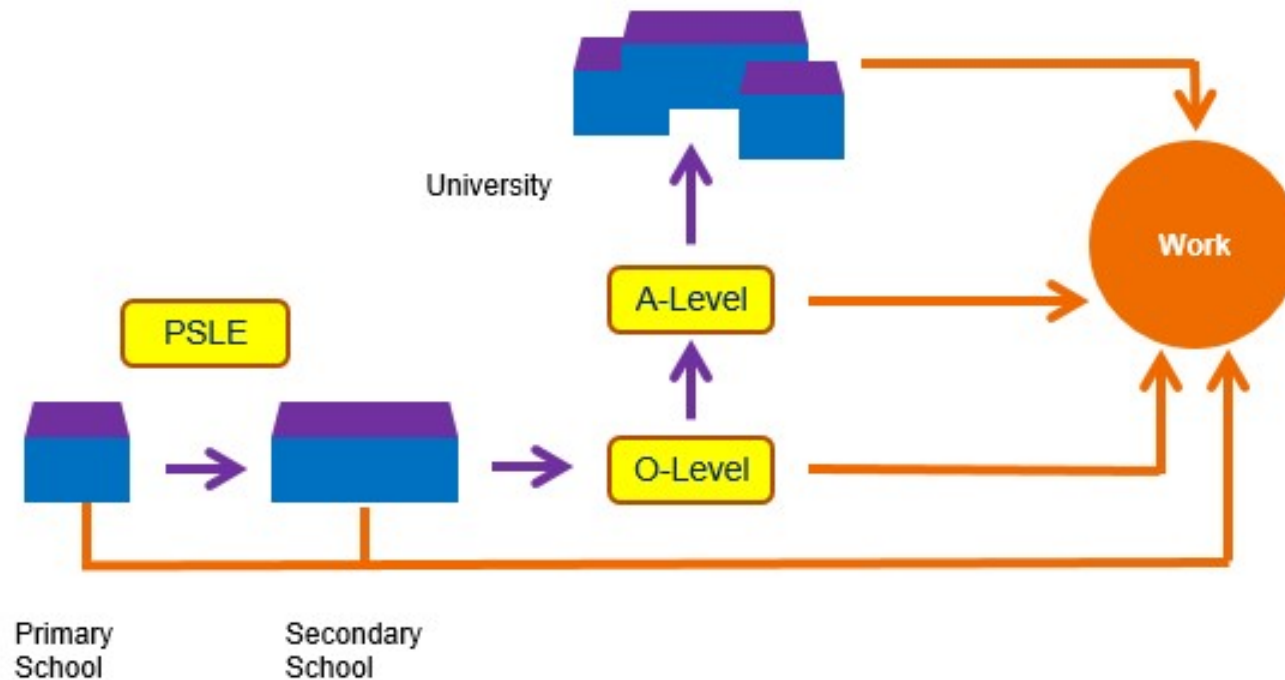 University
Work
A-Level
PSLE
O-Level
Primary
School
Secondary
School